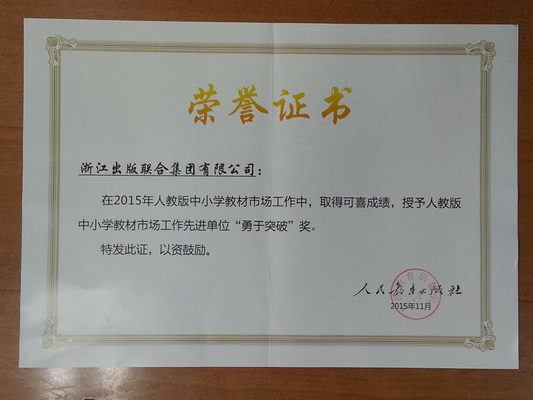 荣誉证书
浙江出版联合集团有限公司：
在2015年人教版中小学教材市场工作中，取得可喜成绩，授予人教版
中小学教材市场工作先进单位“勇于突破”奖。
特发此证，以资鼓励。
人民教育出版社
2015年11月